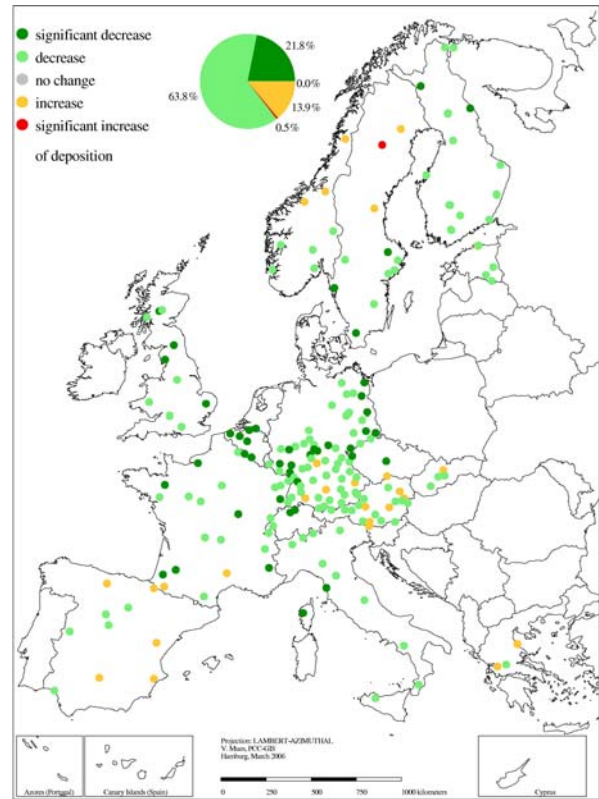 significant decrease
decrease
no change
increase
significant increase
of deposition
21.8%
0.0%
13.9%
0.5%
63.8%
Projection: LAMBERT-AZIMUTHAL
V. Mues, PCC-GIS
Hamburg, March 2006
0 250 500 750 1000 kilometers
Azores (Portugal)
Canary Islands (Spain)
Cyprus